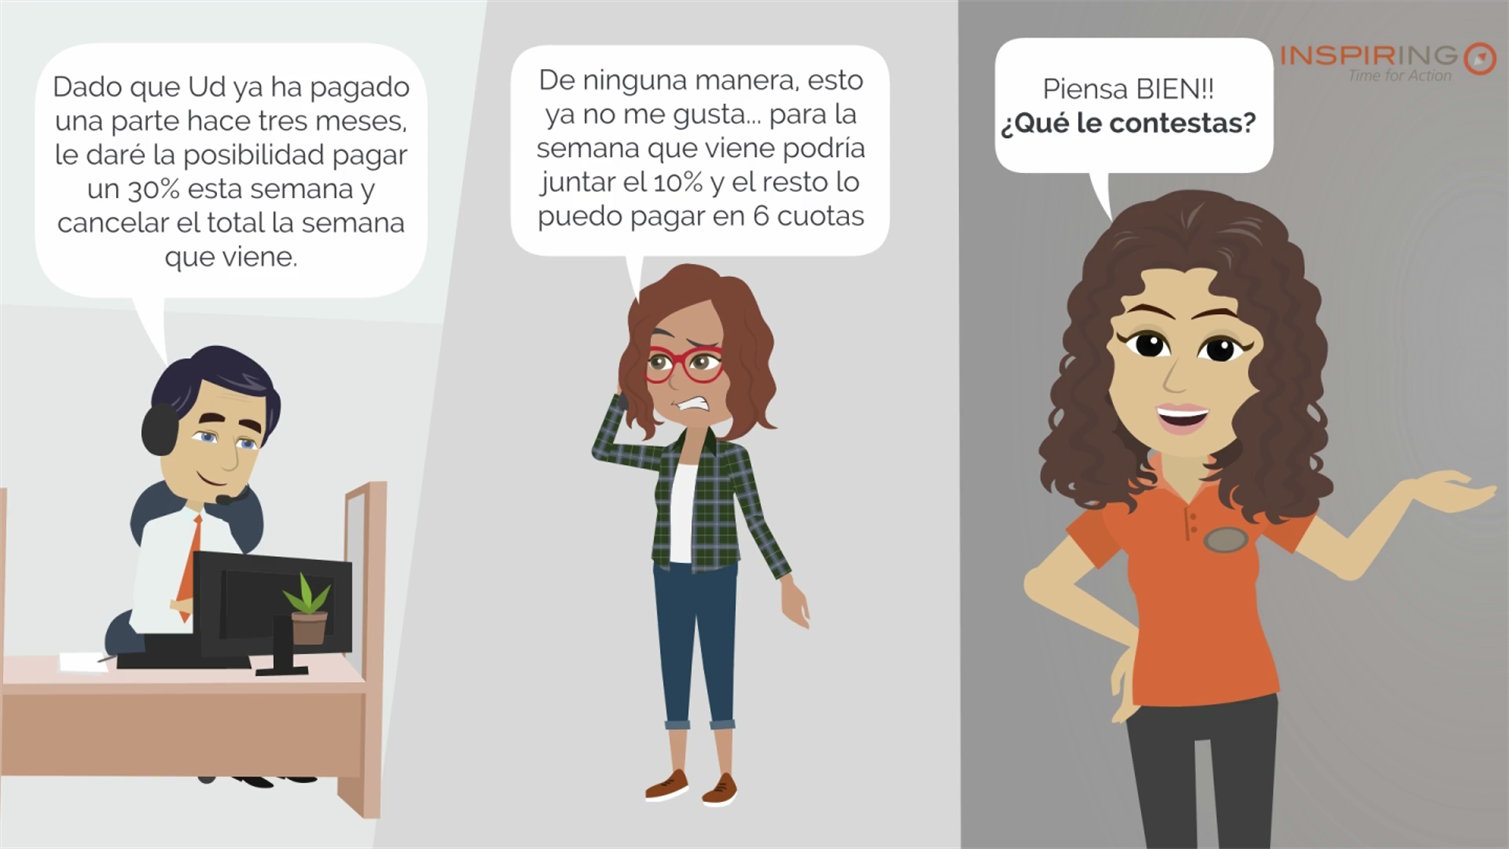 Dado que Ud ya ha pagado
una parte hace tres meses,
le daré la posibilidad pagar
un 30% esta semana y
cancelar el total la semana
que viene.
De ninguna manera, esto
ya no me gusta... para la
semana que viene podría
juntar el 10% y el resto lo
puedo pagar en 6 cuotas
Piensa BIEN!!
¿Qué le contestas?
INSPIRING
Time for Action